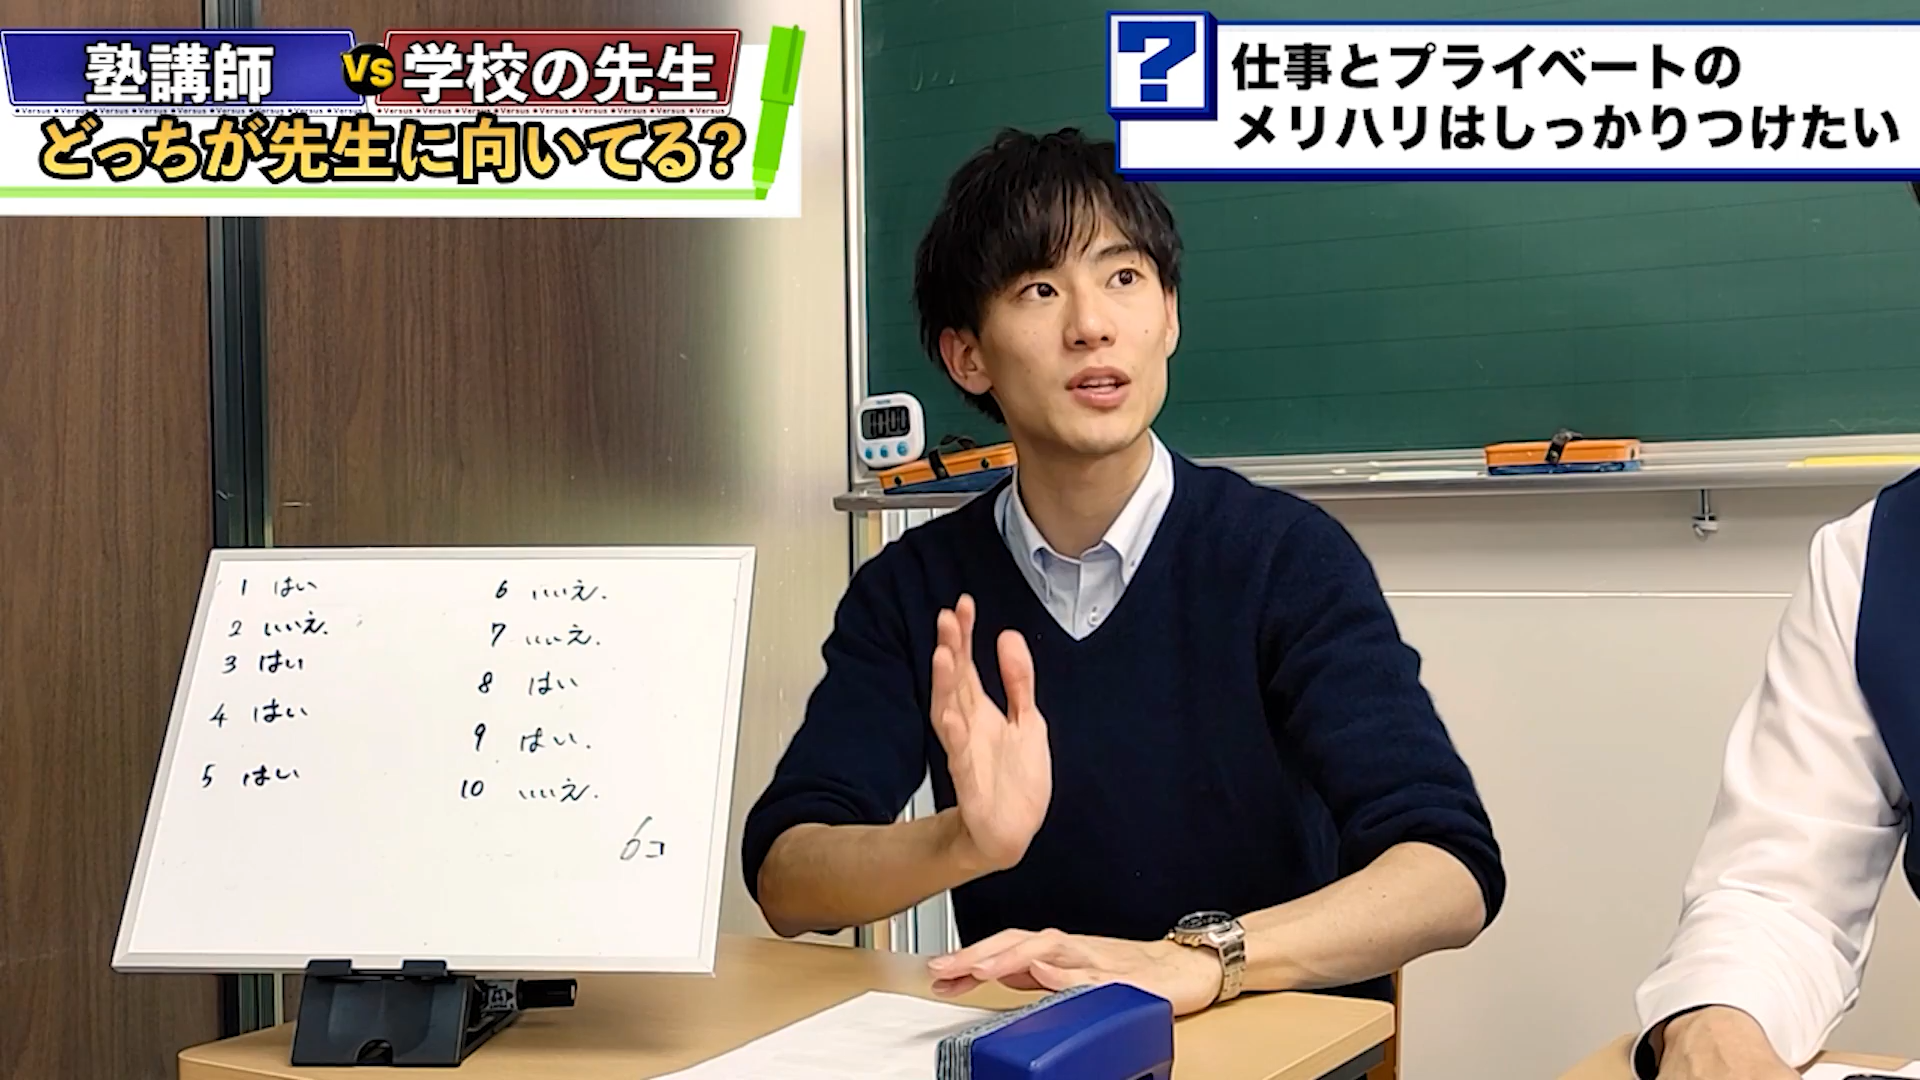 塾講師 VS 学校の先生
どっちが先生に向いてる?
?
仕事とプライベートの
メリハリはしっかりつけたい
1 はい
2 いいえ.
3 はい
4 はい
5 はい
6 いいえ.
7 いいえ.
8 はい
9 はい.
10 いいえ.
6コ